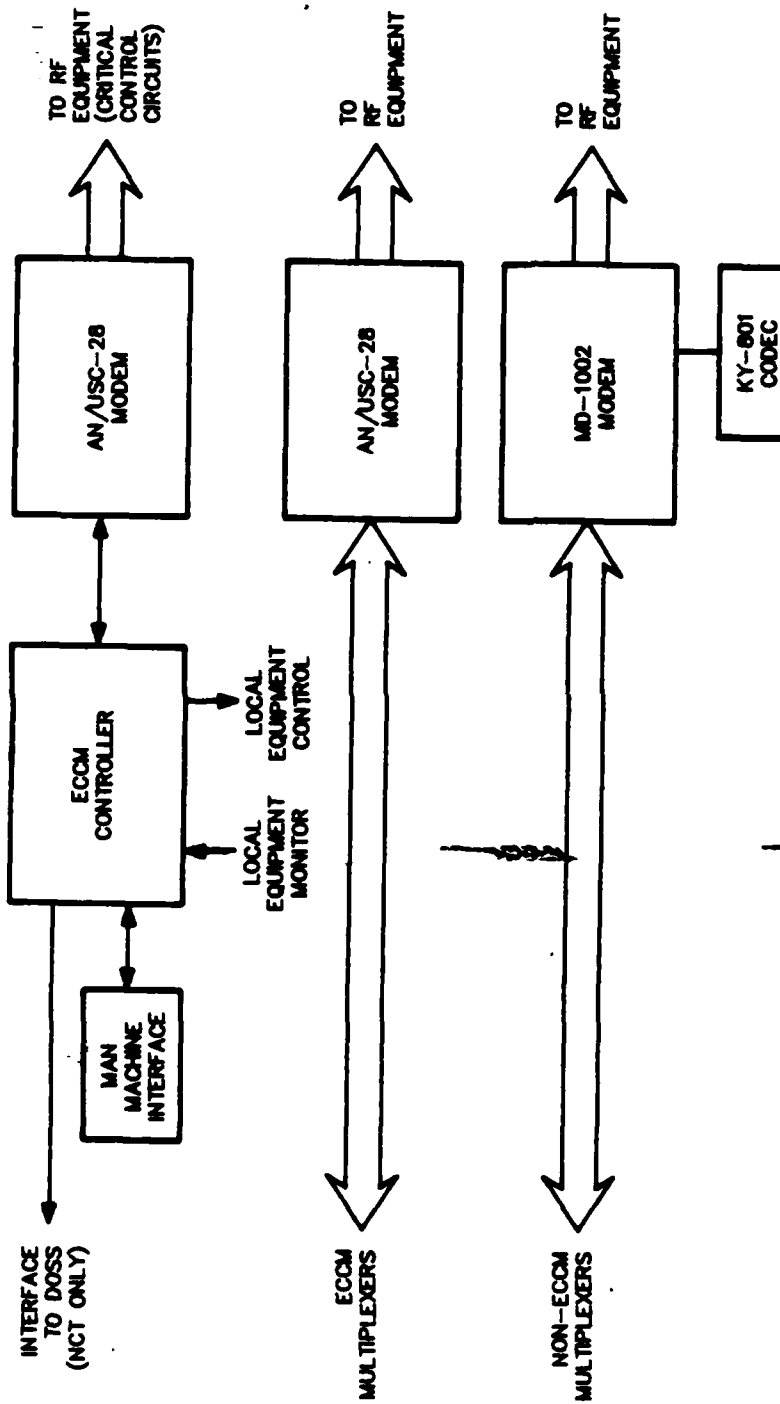 INTERFACE
TO DOSS
(NCT ONLY)
MAN
MACHINE
INTERFACE
ECCM
CONTROLLER
LOCAL
EQUIPMENT
MONITOR
LOCAL
EQUIPMENT
CONTROL
AN/USC-28
MODEM
TO RF
EQUIPMENT
(CRITICAL
CONTROL
CIRCUITS)
ECCM
MULTIPLEXERS
AN/USC-28
MODEM
TO
RF
EQUIPMENT
NON-ECCM
MULTIPLEXERS
MD-1002
MODEM
TO
RF
EQUIPMENT
KY-801
CODEC